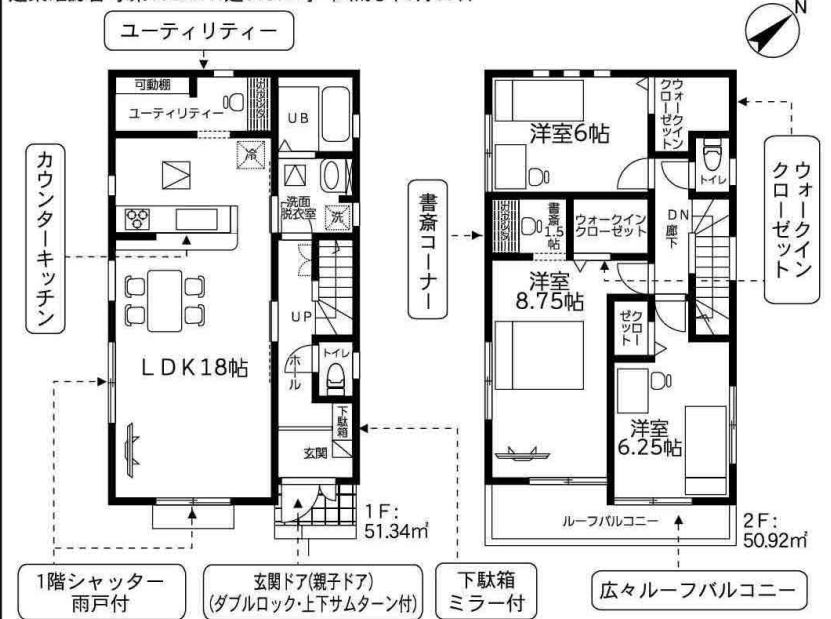 ユーティリティー
N
可動棚
ユーティリティー
UB
冷
洗面
脱衣室
洗
カウンターキッチン
UP
LDK18帖
ホール
トイレ
下駄箱
玄関
1F:
51.34㎡
1階シャッター
雨戸付
玄関ドア(親子ドア)
(ダブルロック・上下サムターン付)
下駄箱
ミラー付
書斎コーナー
洋室6帖
ウォークイン
クローゼット
トイレ
書斎
1.5
帖
ウォークイン
クローゼット
DN
廊下
洋室
8.75帖
クロー
ゼット
洋室
6.25帖
ルーフバルコニー
2F:
50.92㎡
ウォークイン
クローゼット
広々ルーフバルコニー